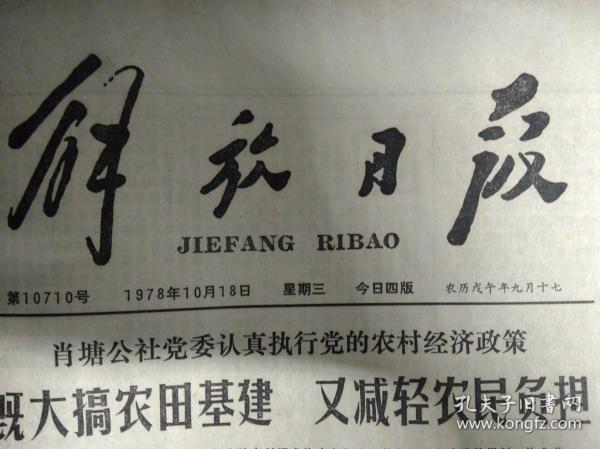 解放日报
JIEFANG RIBAO
第10710号 1978年10月18日 星期三 今日四版 农历戊午年九月十七
肖塘公社党委认真执行党的农村经济政策
既大搞农田基建 又减轻农民负担
孔夫子旧书网